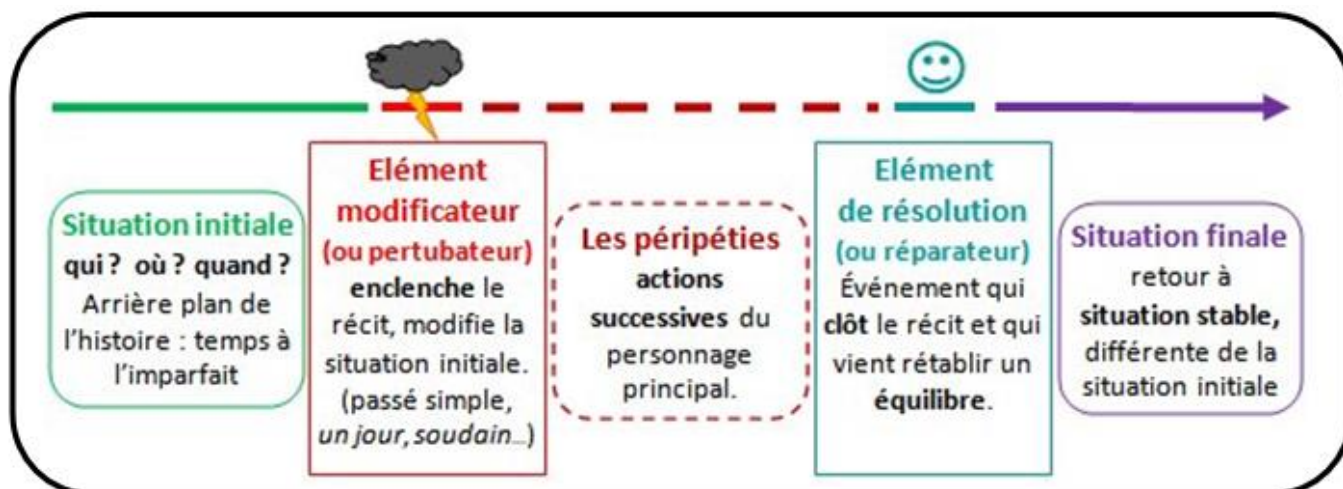 Situation initiale
qui ? où ? quand ?
Arrière plan de
l'histoire : temps à
l'imparfait
Elément
modificateur
(ou pertubateur)
enclenche le
récit, modifie la
situation initiale.
(passé simple,
un jour, soudain...)
Les péripéties
actions
successives du
personnage
principal.
Elément
de résolution
(ou réparateur)
Événement qui
clôt le récit et qui
vient rétablir un
équilibre.
Situation finale
retour à
situation stable,
différente de la
situation initiale